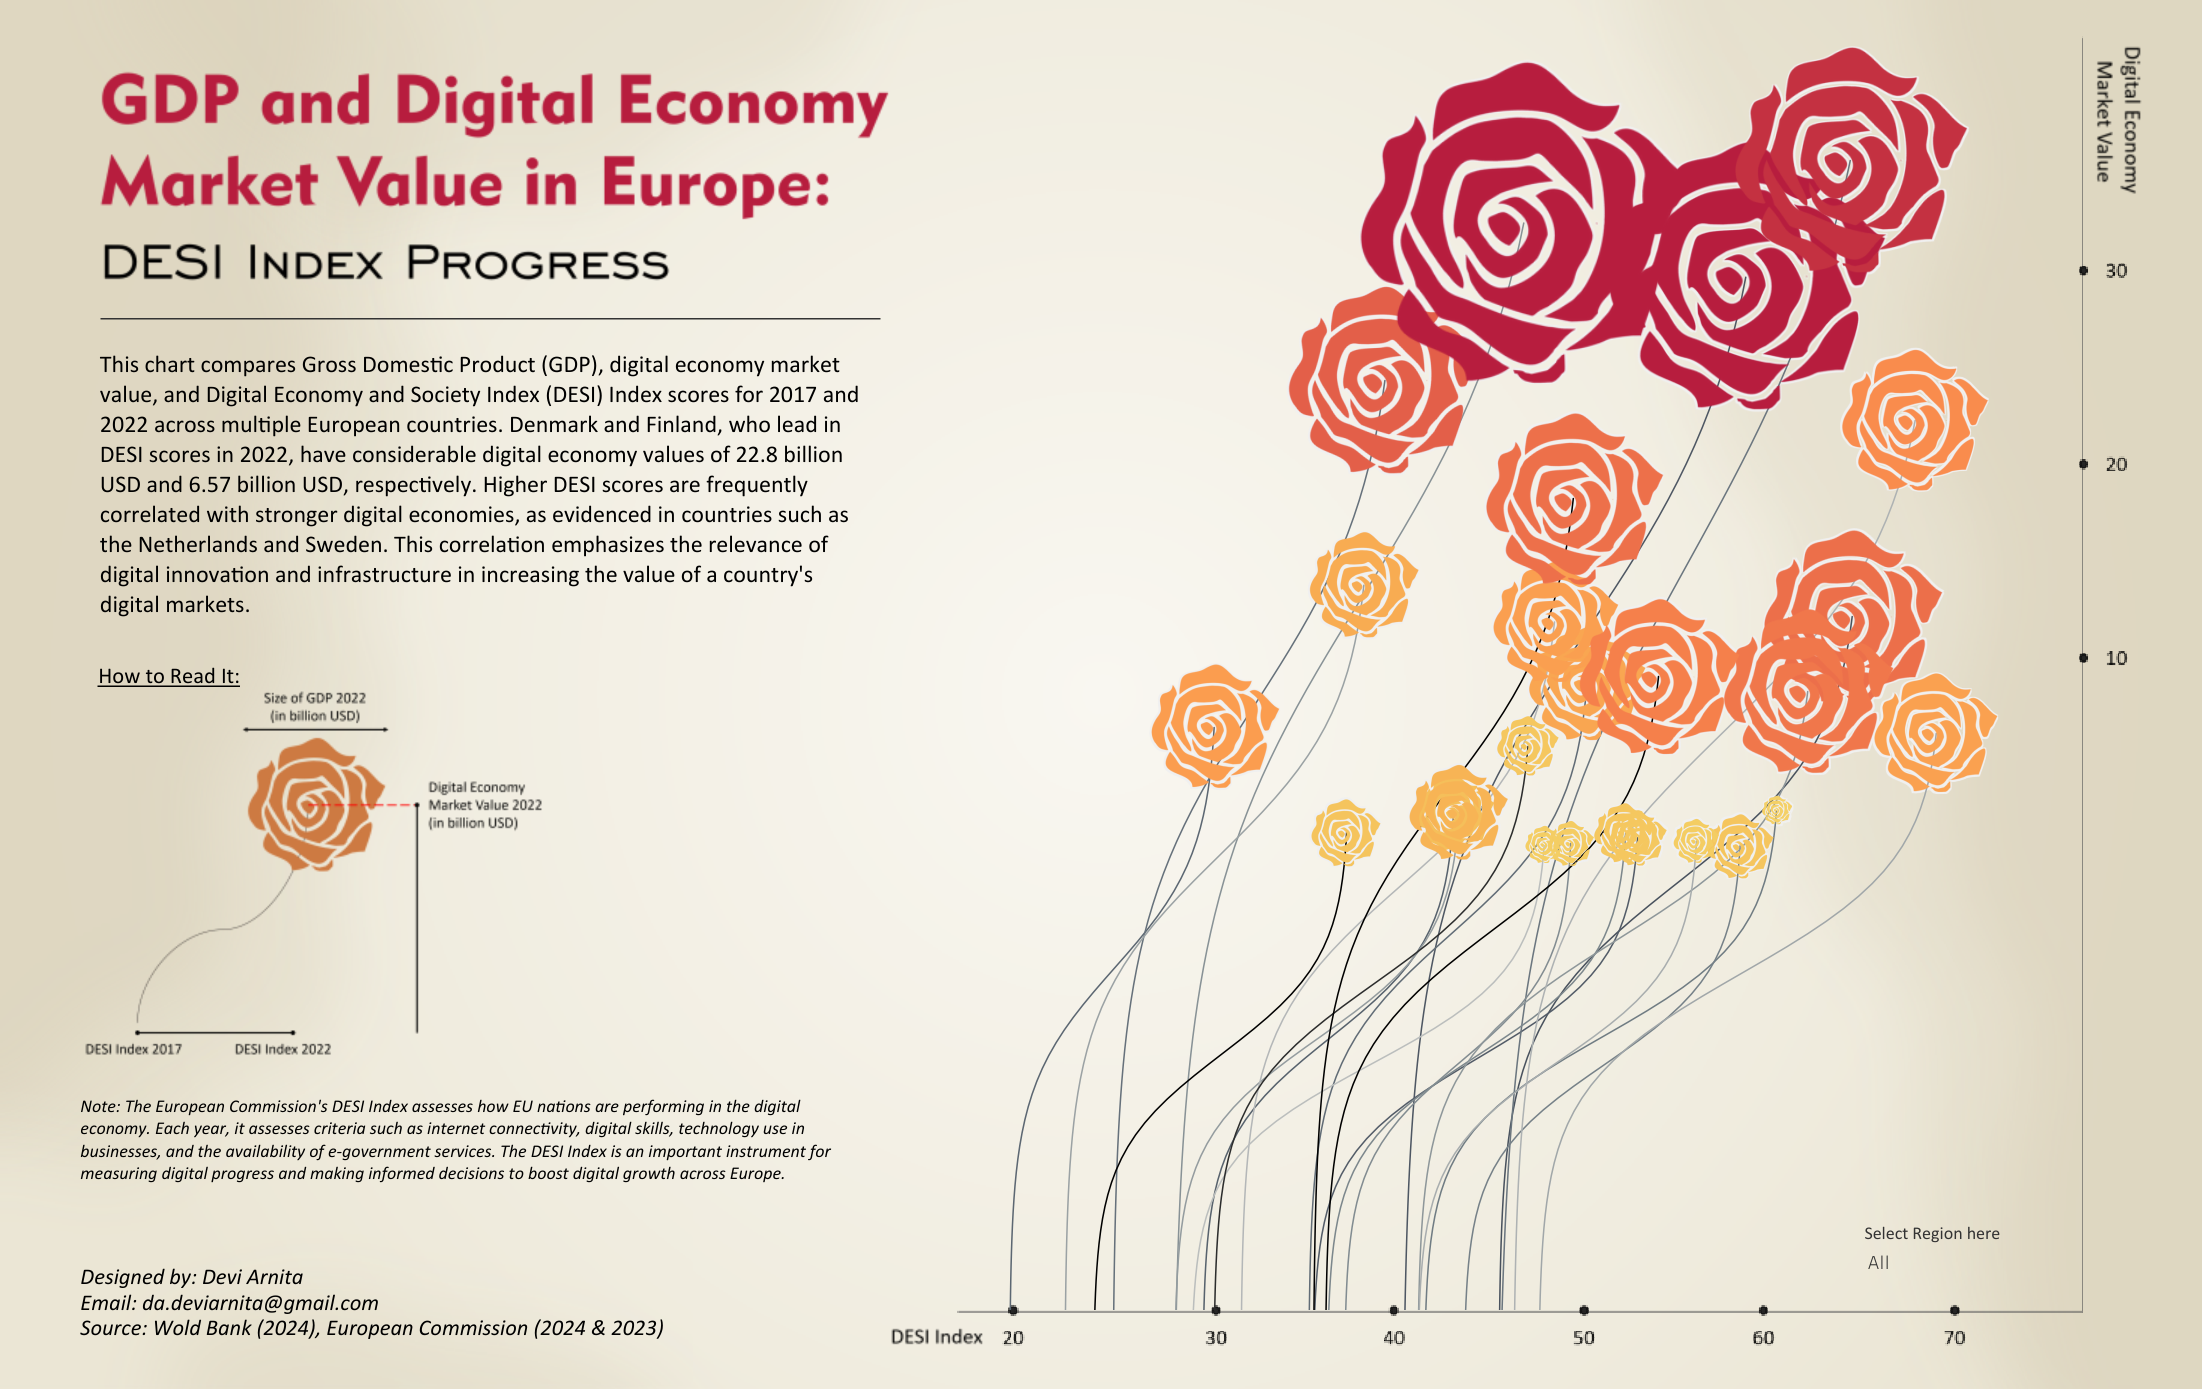 GDP and Digital Economy
Market Value in Europe:
DESI Index Progress
This chart compares Gross Domestic Product (GDP), digital economy market
value, and Digital Economy and Society Index (DESI) Index scores for 2017 and
2022 across multiple European countries. Denmark and Finland, who lead in
DESI scores in 2022, have considerable digital economy values of 22.8 billion
USD and 6.57 billion USD, respectively. Higher DESI scores are frequently
correlated with stronger digital economies, as evidenced in countries such as
the Netherlands and Sweden. This correlation emphasizes the relevance of
digital innovation and infrastructure in increasing the value of a country's
digital markets.
How to Read It:
Size of GDP 2022
(in billion USD)
Digital Economy
Market Value 2022
(in billion USD)
DESI Index 2017
DESI Index 2022
Note: The European Commission's DESI Index assesses how EU nations are performing in the digital
economy. Each year, it assesses criteria such as internet connectivity, digital skills, technology use in
businesses, and the availability of e-government services. The DESI Index is an important instrument for
measuring digital progress and making informed decisions to boost digital growth across Europe.
Designed by: Devi Arnita
Email: da.deviarnita@gmail.com
Source: Wold Bank (2024), European Commission (2024 & 2023)
Digital Economy
Market Value
30
20
10
Select Region here
All
DESI Index
20
30
40
50
60
70